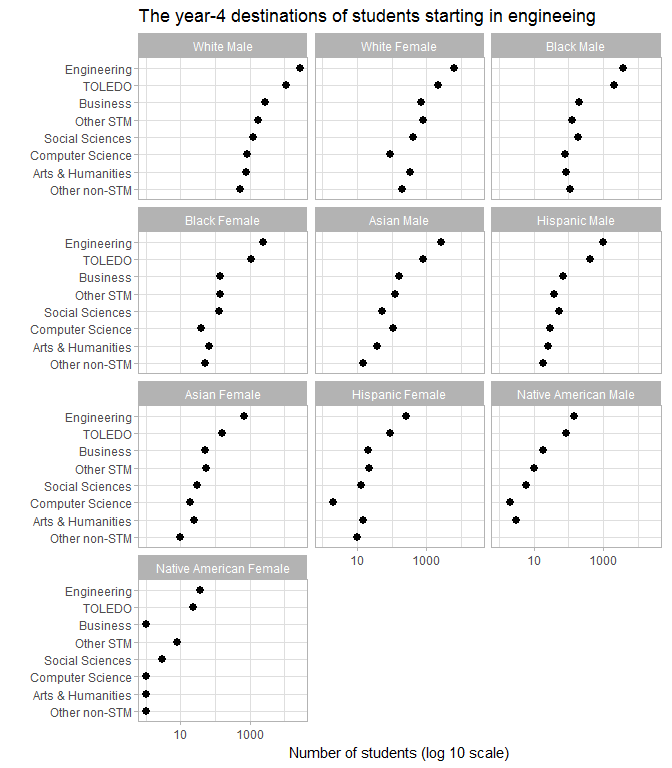 The year-4 destinations of students starting in engineeing
White Male
White Female
Black Male
Engineering
TOLEDO
Business
Other STM
Social Sciences
Computer Science
Arts & Humanities
Other non-STM
Black Female
Asian Male
Hispanic Male
Engineering
TOLEDO
Business
Other STM
Social Sciences
Computer Science
Arts & Humanities
Other non-STM
Asian Female
Hispanic Female
Native American Male
Engineering
TOLEDO
Business
Other STM
Social Sciences
Computer Science
Arts & Humanities
Other non-STM
10 1000 10 1000
Native American Female
Engineering
TOLEDO
Business
Other STM
Social Sciences
Computer Science
Arts & Humanities
Other non-STM
10 1000
Number of students (log 10 scale)